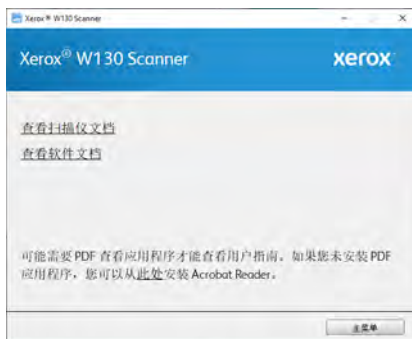 Xerox® W130 Scanner
Xerox® W130 Scanner
xerox
查看扫描仪文档
查看软件文档
可能需要 PDF 查看应用程序才能查看用户指南。如果您未安装 PDF
应用程序，您可以从此处安装 Acrobat Reader。
主菜单